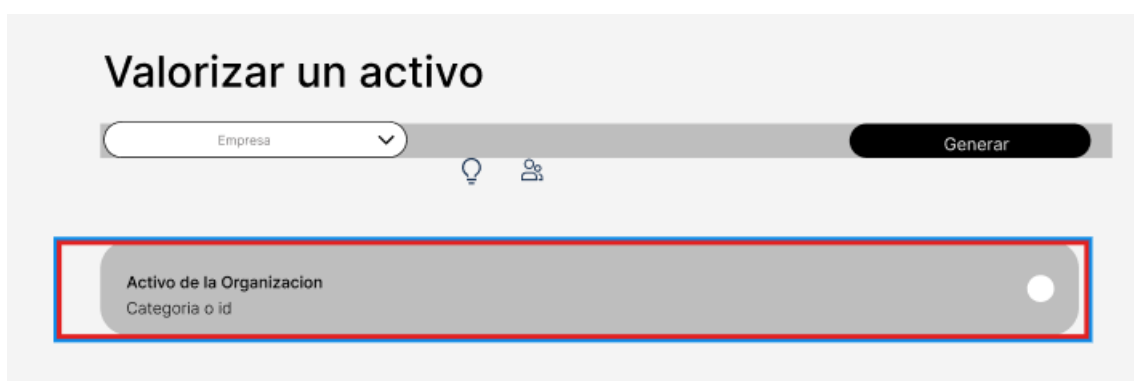 Valorizar un activo
Empresa
Generar
Activo de la Organizacion
Categoria o id